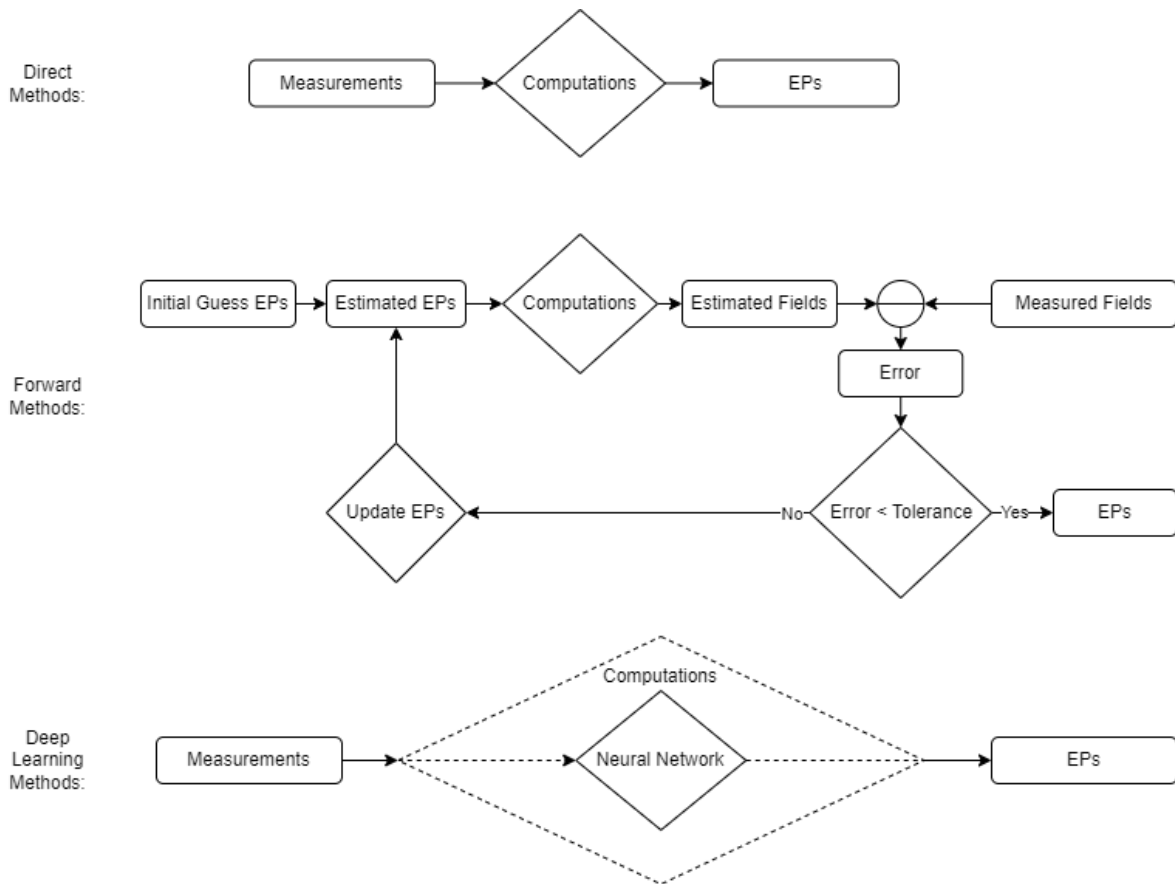 Direct
Methods:
Measurements
Computations
EPs
Forward
Methods:
Initial Guess EPs
Estimated EPs
Computations
Estimated Fields
Measured Fields
Error
Update EPs
No
Error < Tolerance
Yes
EPs
Deep
Learning
Methods:
Measurements
Computations
Neural Network
EPs